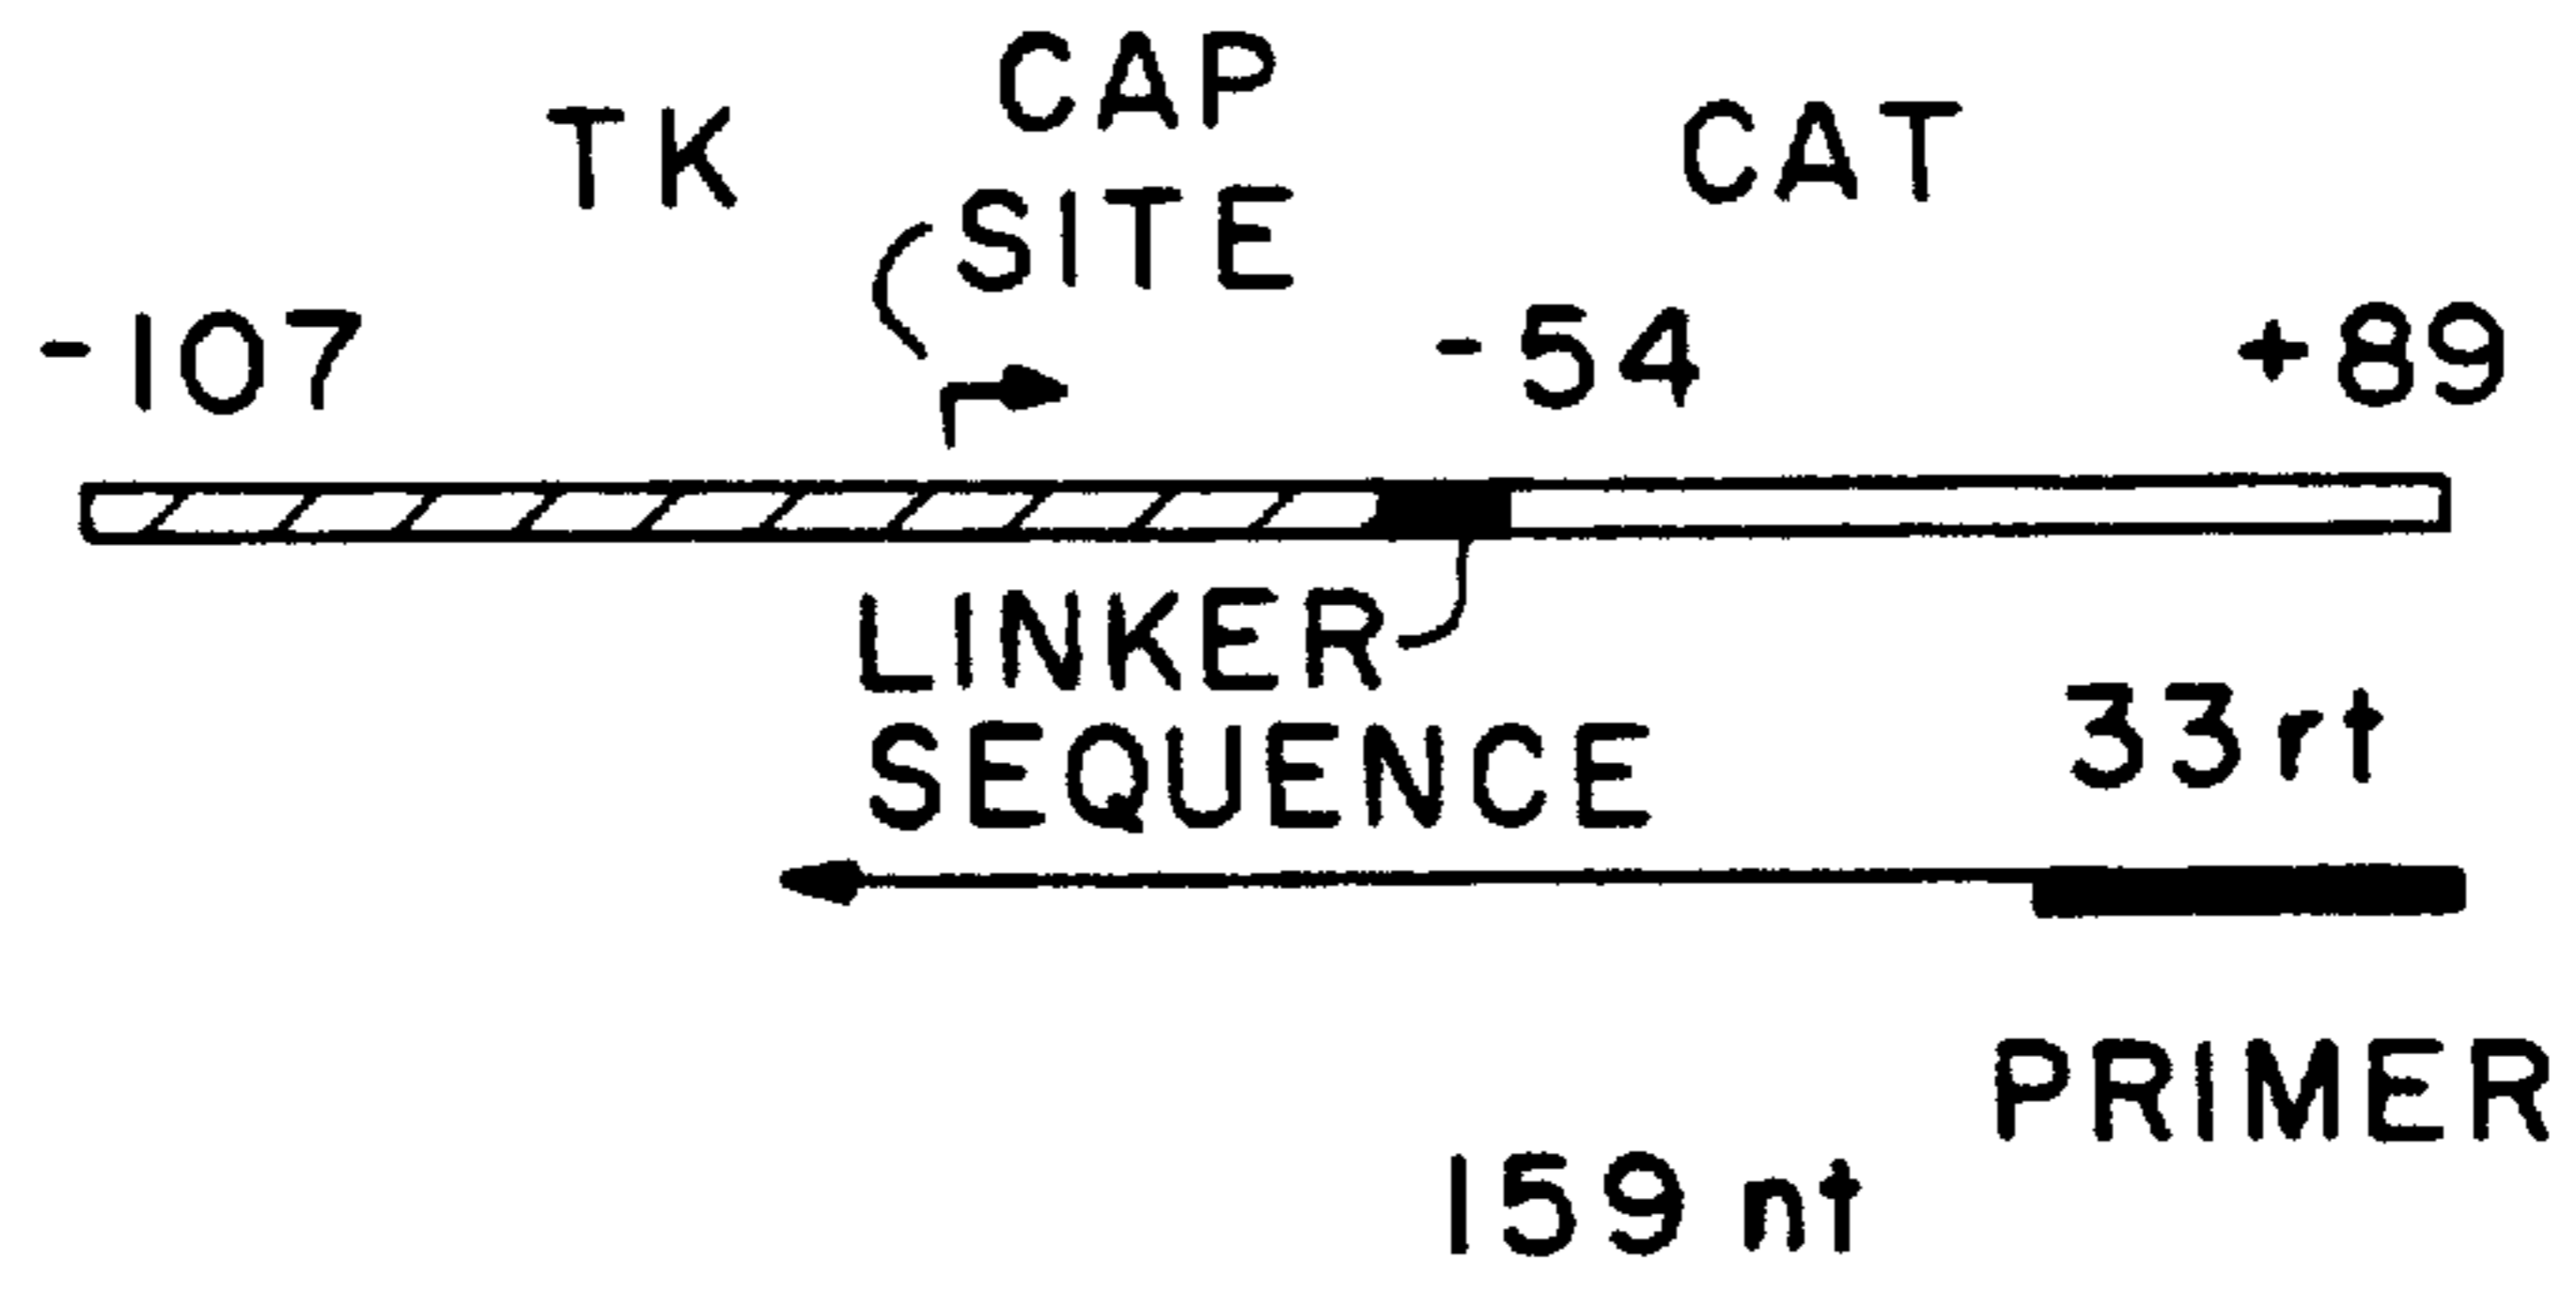 TK
CAP
SITE
CAT
-107
-54
+89
LINKER
SEQUENCE
33rt
PRIMER
159 nt